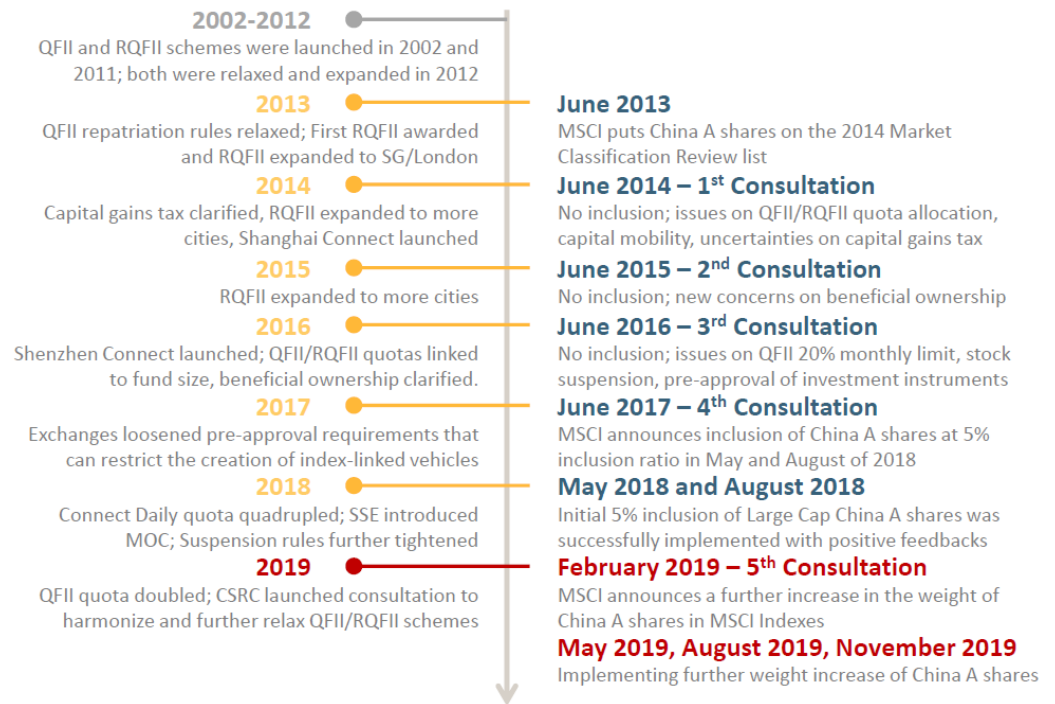 2002-2012
QFII and RQFII schemes were launched in 2002 and
2011; both were relaxed and expanded in 2012
2013
QFII repatriation rules relaxed; First RQFII awarded
and RQFII expanded to SG/London
June 2013
MSCI puts China A shares on the 2014 Market
Classification Review list
2014
Capital gains tax clarified, RQFII expanded to more
cities, Shanghai Connect launched
June 2014 – 1st Consultation
No inclusion; issues on QFII/RQFII quota allocation,
capital mobility, uncertainties on capital gains tax
2015
RQFII expanded to more cities
June 2015 – 2nd Consultation
No inclusion; new concerns on beneficial ownership
2016
Shenzhen Connect launched; QFII/RQFII quotas linked
to fund size, beneficial ownership clarified.
June 2016 – 3rd Consultation
No inclusion; issues on QFII 20% monthly limit, stock
suspension, pre-approval of investment instruments
2017
Exchanges loosened pre-approval requirements that
can restrict the creation of index-linked vehicles
June 2017 – 4th Consultation
MSCI announces inclusion of China A shares at 5%
inclusion ratio in May and August of 2018
2018
Connect Daily quota quadrupled; SSE introduced
MOC; Suspension rules further tightened
May 2018 and August 2018
Initial 5% inclusion of Large Cap China A shares was
successfully implemented with positive feedbacks
2019
QFII quota doubled; CSRC launched consultation to
harmonize and further relax QFII/RQFII schemes
February 2019 – 5th Consultation
MSCI announces a further increase in the weight of
China A shares in MSCI Indexes
May 2019, August 2019, November 2019
Implementing further weight increase of China A shares